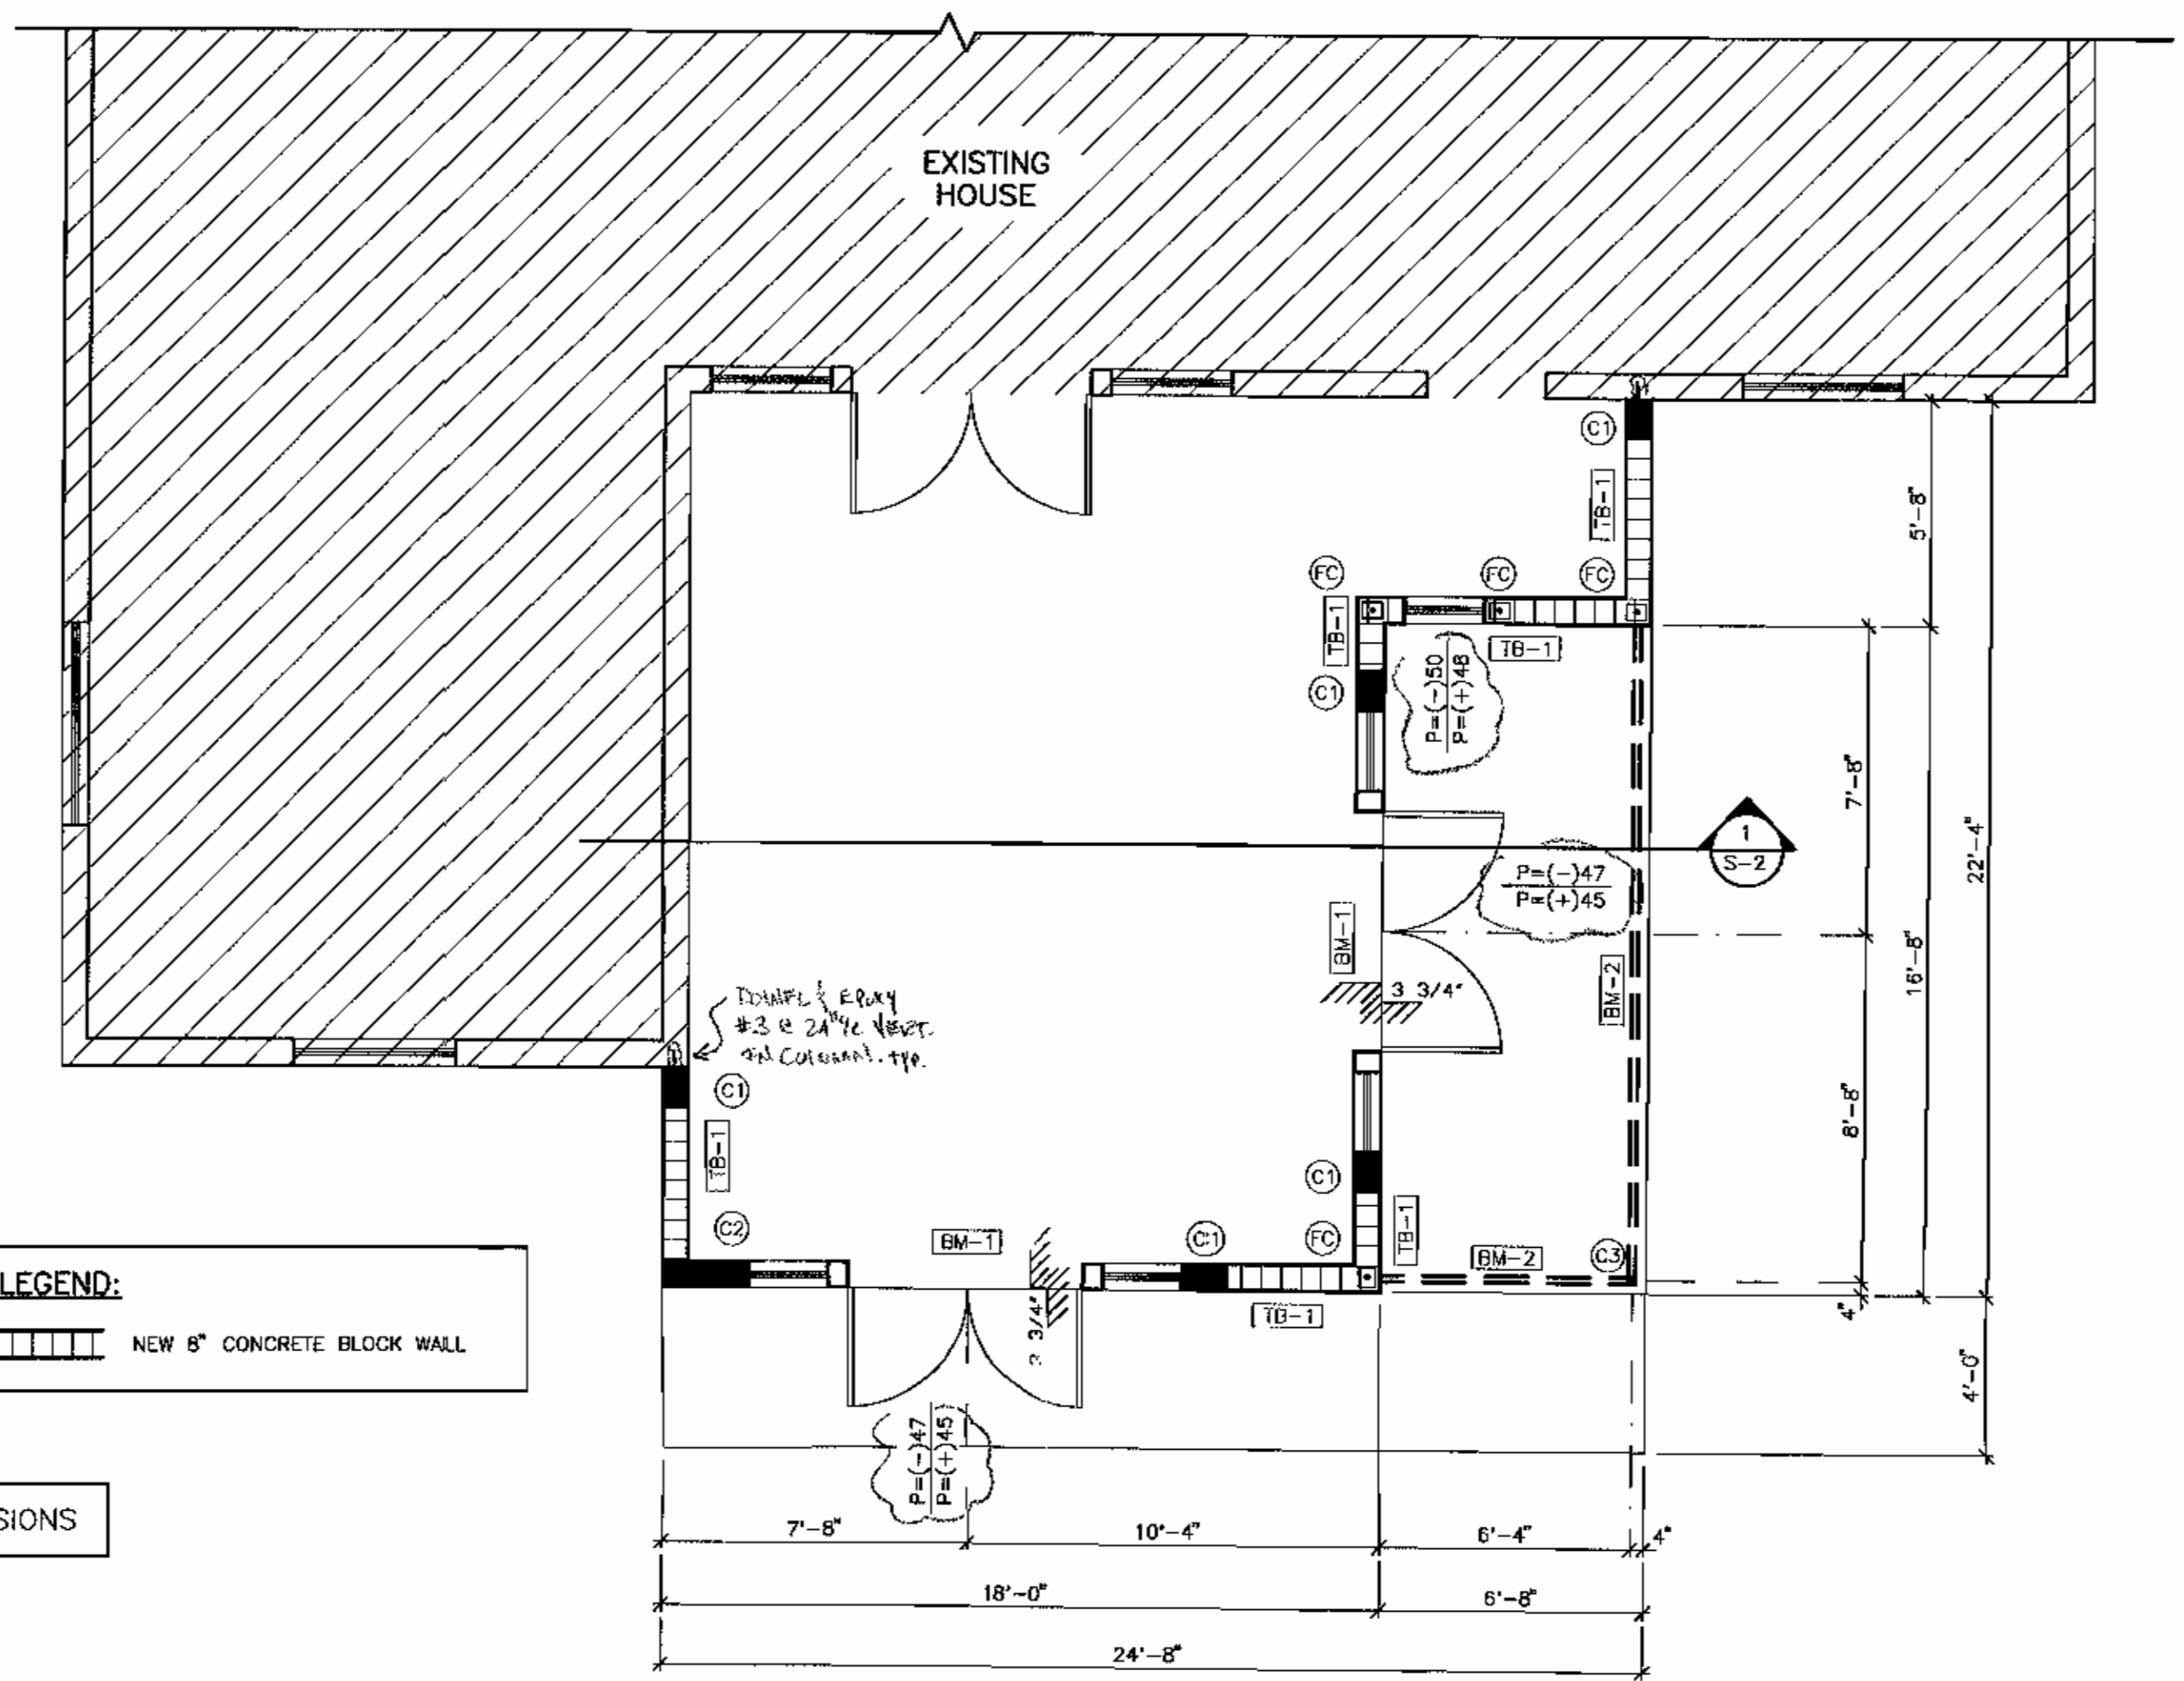 EXISTING
HOUSE
C1
TB-1
5'-8"
FC
FC
FC
TB-1
TB-1
C1
P=(-)50
P=(+)48
7'-8"
1
S-2
22'-4"
P=(-)47
P=(+)45
BM-1
16'-8"
BM-2
3 3/4"
DOWEL & EPOXY
#3 @ 24" o/c VERT.
IN COLUMN. typ.
C1
TB-1
8'-8"
C1
C2
BM-1
C1
FC
TB-1
BM-2
C3
LEGEND:
TB-1
3 3/4"
4"
NEW 8" CONCRETE BLOCK WALL
4'-0"
P=(-)47
P=(+)45
SIONS
7'-8"
10'-4"
6'-4"
4"
18'-0"
6'-8"
24'-8"